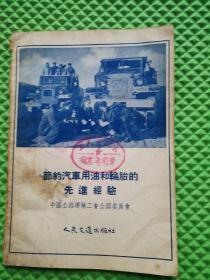 節約汽車用油和輪胎的
先進經驗
中國公路運輸工會全國委員會
人民交通出版社